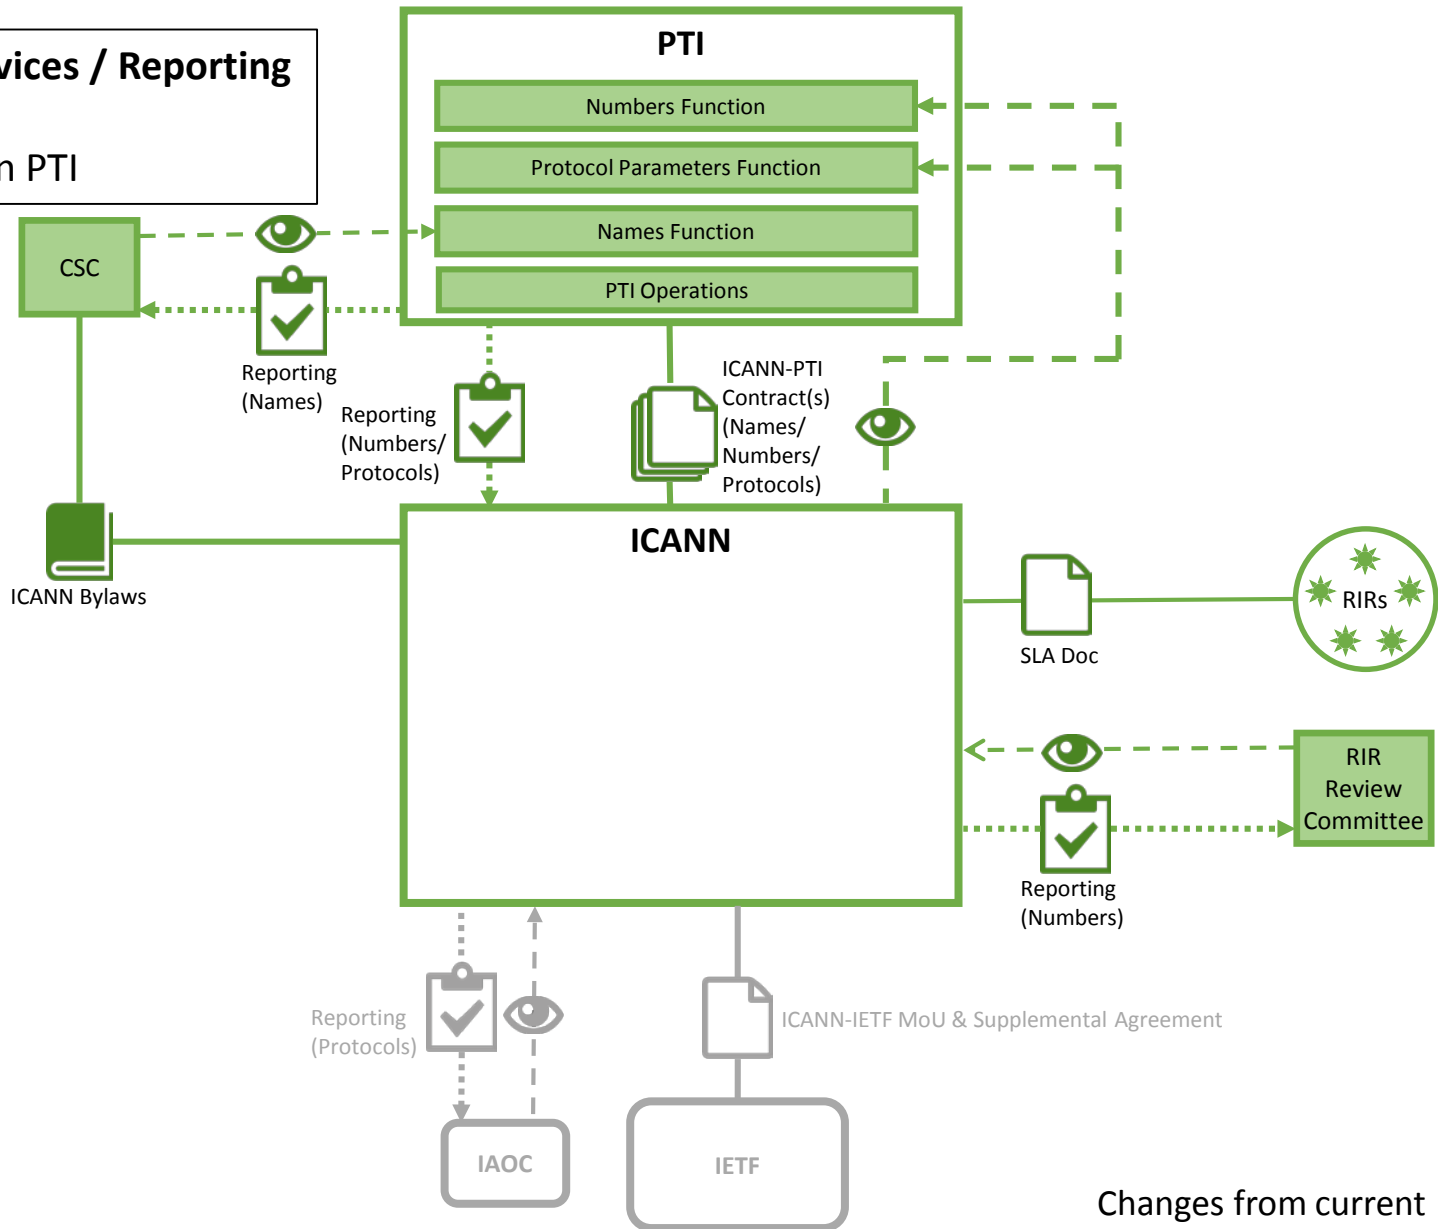 vices / Reporting
n PTI
PTI
Numbers Function
Protocol Parameters Function
Names Function
PTI Operations
CSC
Reporting
(Names)
Reporting
(Numbers/
Protocols)
ICANN-PTI
Contract(s)
(Names/
Numbers/
Protocols)
ICANN Bylaws
ICANN
SLA Doc
RIRs
RIR
Review
Committee
Reporting
(Numbers)
Reporting
(Protocols)
ICANN-IETF MoU & Supplemental Agreement
IAOC
IETF
Changes from current